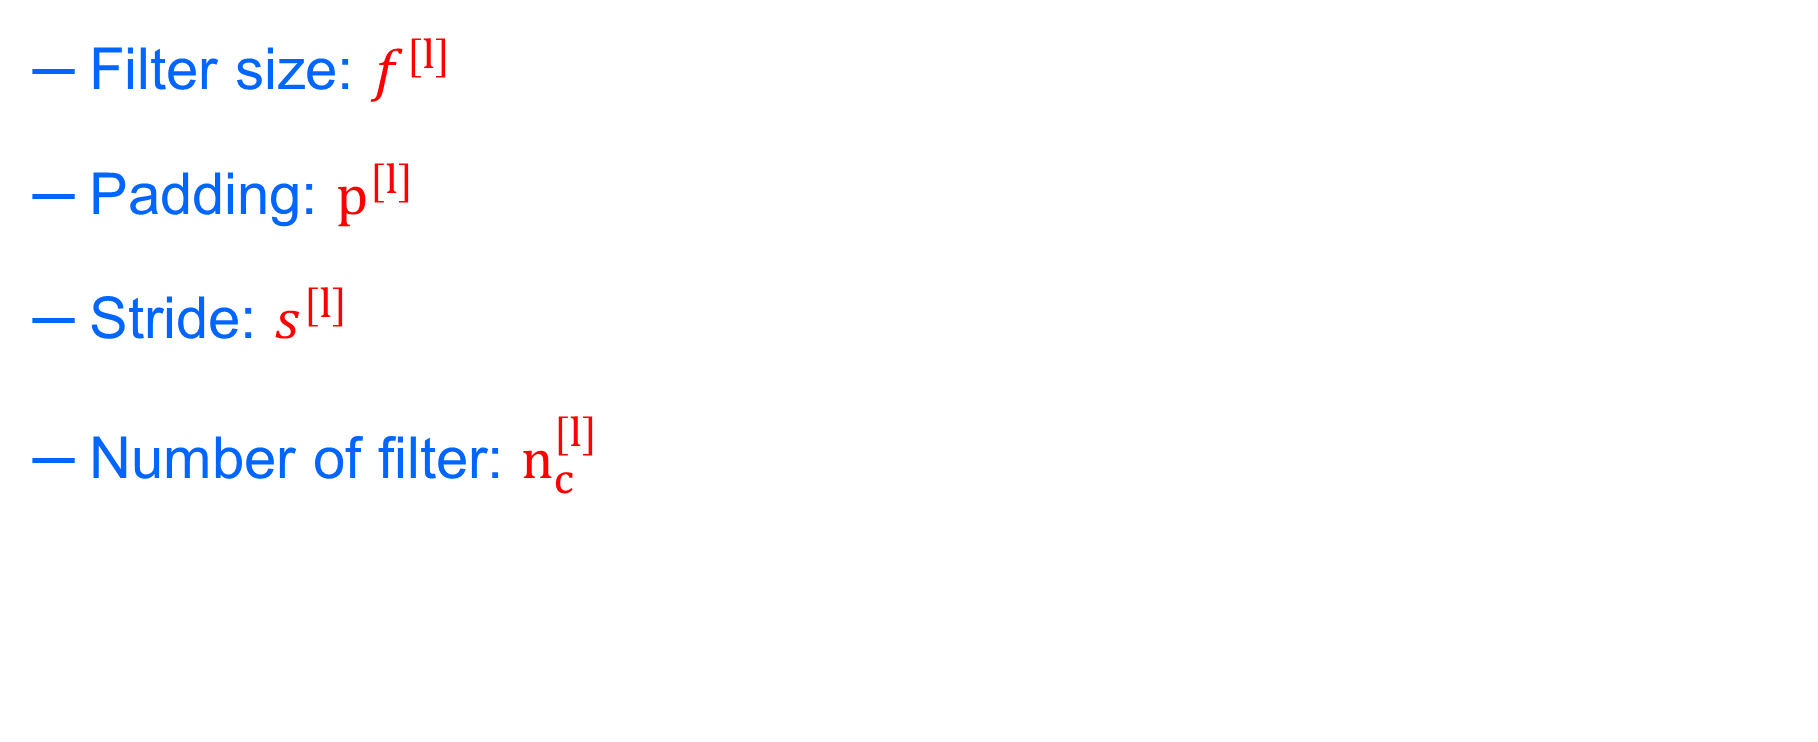 — Filter size: f^[l]
— Padding: p^[l]
— Stride: s^[l]
— Number of filter: n_c^[l]